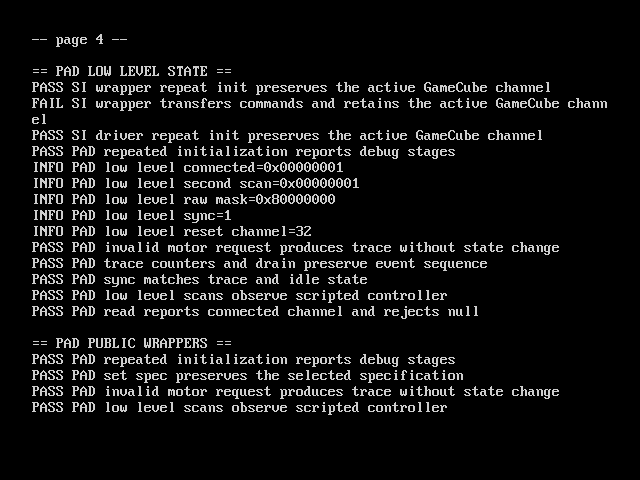 -- page 4 --
== PAD LOW LEVEL STATE ==
PASS SI wrapper repeat init preserves the active GameCube channel
FAIL SI wrapper transfers commands and retains the active GameCube chann
el
PASS SI driver repeat init preserves the active GameCube channel
PASS PAD repeated initialization reports debug stages
INFO PAD low level connected=0x00000001
INFO PAD low level second scan=0x00000001
INFO PAD low level raw mask=0x80000000
INFO PAD low level sync=1
INFO PAD low level reset channel=32
PASS PAD invalid motor request produces trace without state change
PASS PAD trace counters and drain preserve event sequence
PASS PAD sync matches trace and idle state
PASS PAD low level scans observe scripted controller
PASS PAD read reports connected channel and rejects null
== PAD PUBLIC WRAPPERS ==
PASS PAD repeated initialization reports debug stages
PASS PAD set spec preserves the selected specification
PASS PAD invalid motor request produces trace without state change
PASS PAD low level scans observe scripted controller